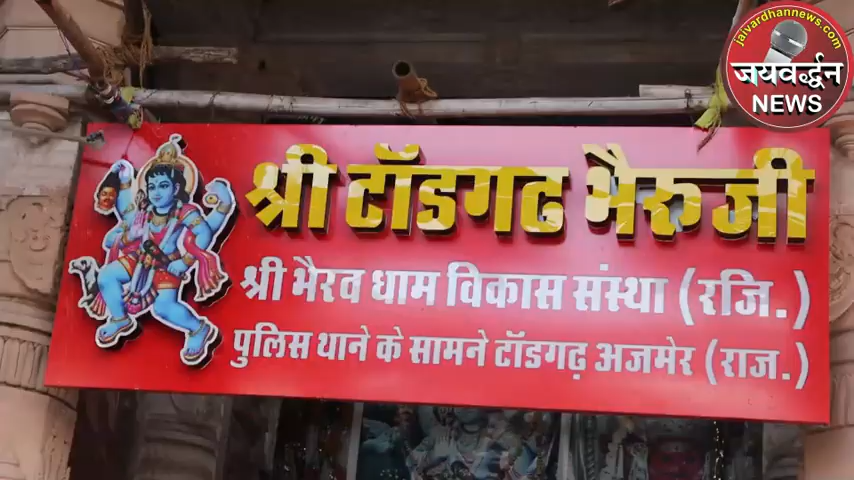 jaivardhannews.com
जयवर्द्धन
NEWS
श्री टॉडगढ भैरुजी
श्री भैरव धाम विकास संस्था (रजि.)
पुलिस थाने के सामने टॉडगढ़ अजमेर (राज.)